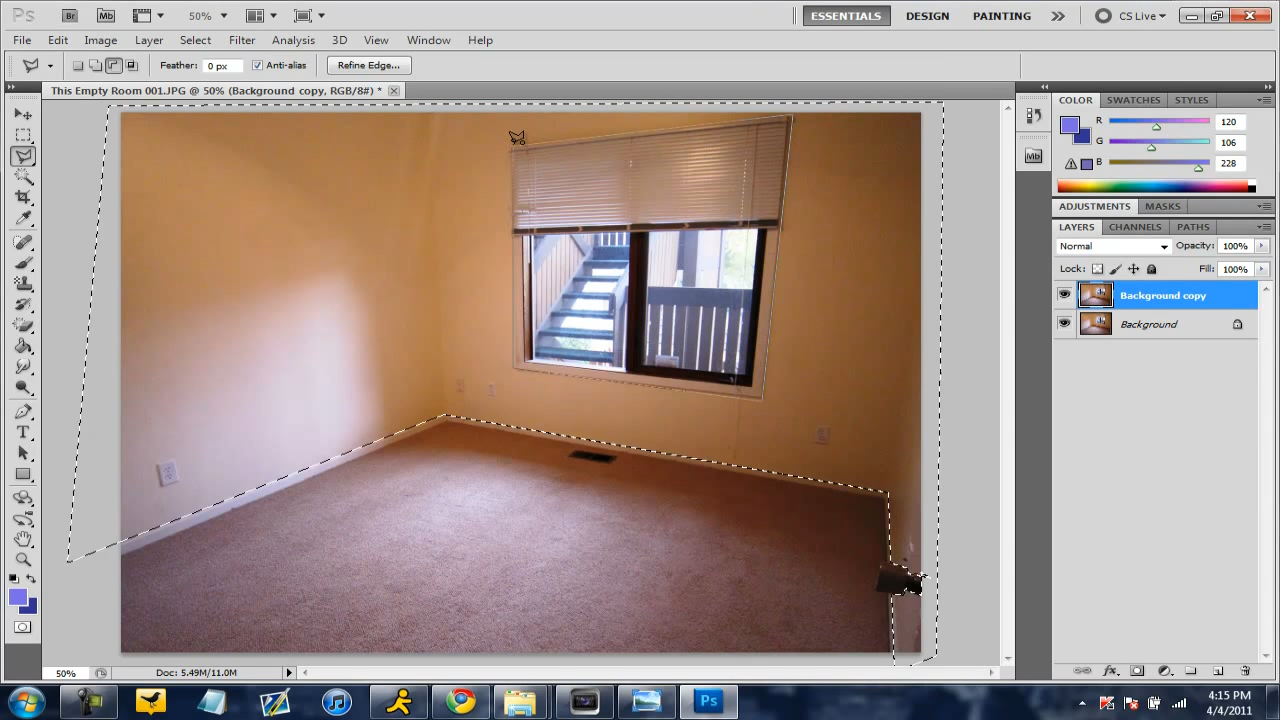 Ps Br Mb 50% ESSENTIALS DESIGN PAINTING CS Live
File Edit Image Layer Select Filter Analysis 3D View Window Help
Feather: 0 px Anti-alias Refine Edge...
This Empty Room 001.JPG @ 50% (Background copy, RGB/8#) *
COLOR SWATCHES STYLES
R 120
G 106
B 228
Mb
ADJUSTMENTS MASKS
LAYERS CHANNELS PATHS
Normal Opacity: 100%
Lock: Fill: 100%
Background copy
Background
T
50% Doc: 5.49M/11.0M
fx
Ps
4:15 PM
4/4/2011